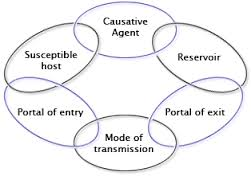 Causative
Agent
Reservoir
Portal of exit
Mode of
transmission
Portal of entry
Susceptible
host